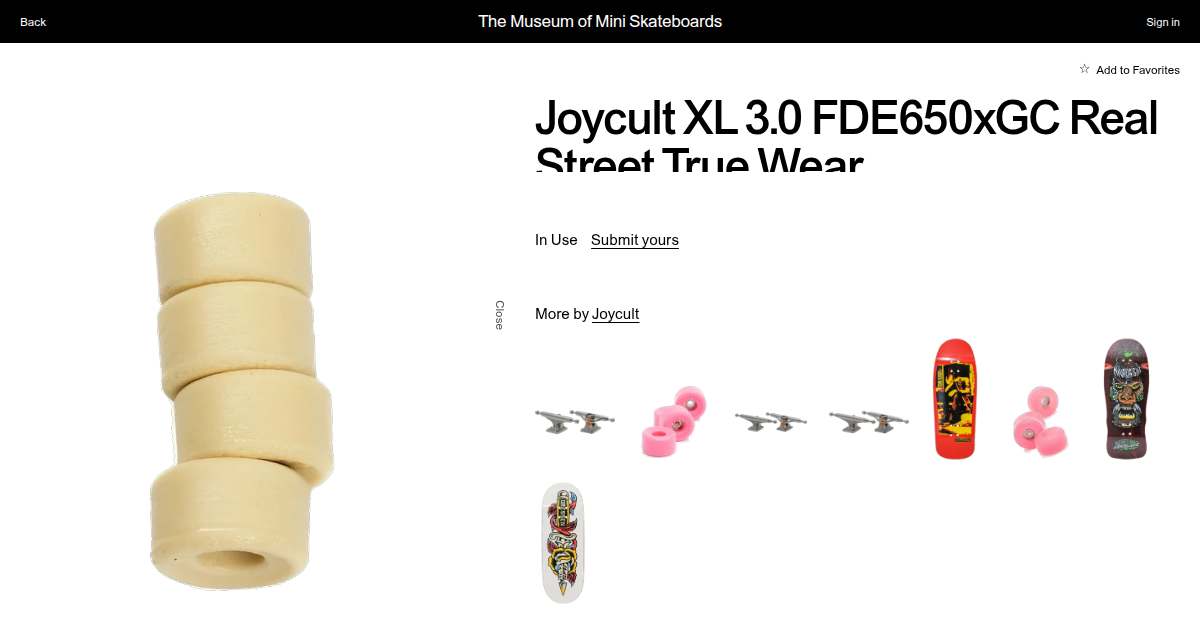 Back
The Museum of Mini Skateboards
Sign in
☆ Add to Favorites
Joycult XL 3.0 FDE650xGC Real
Street True Wear
In Use Submit yours
Close
More by Joycult